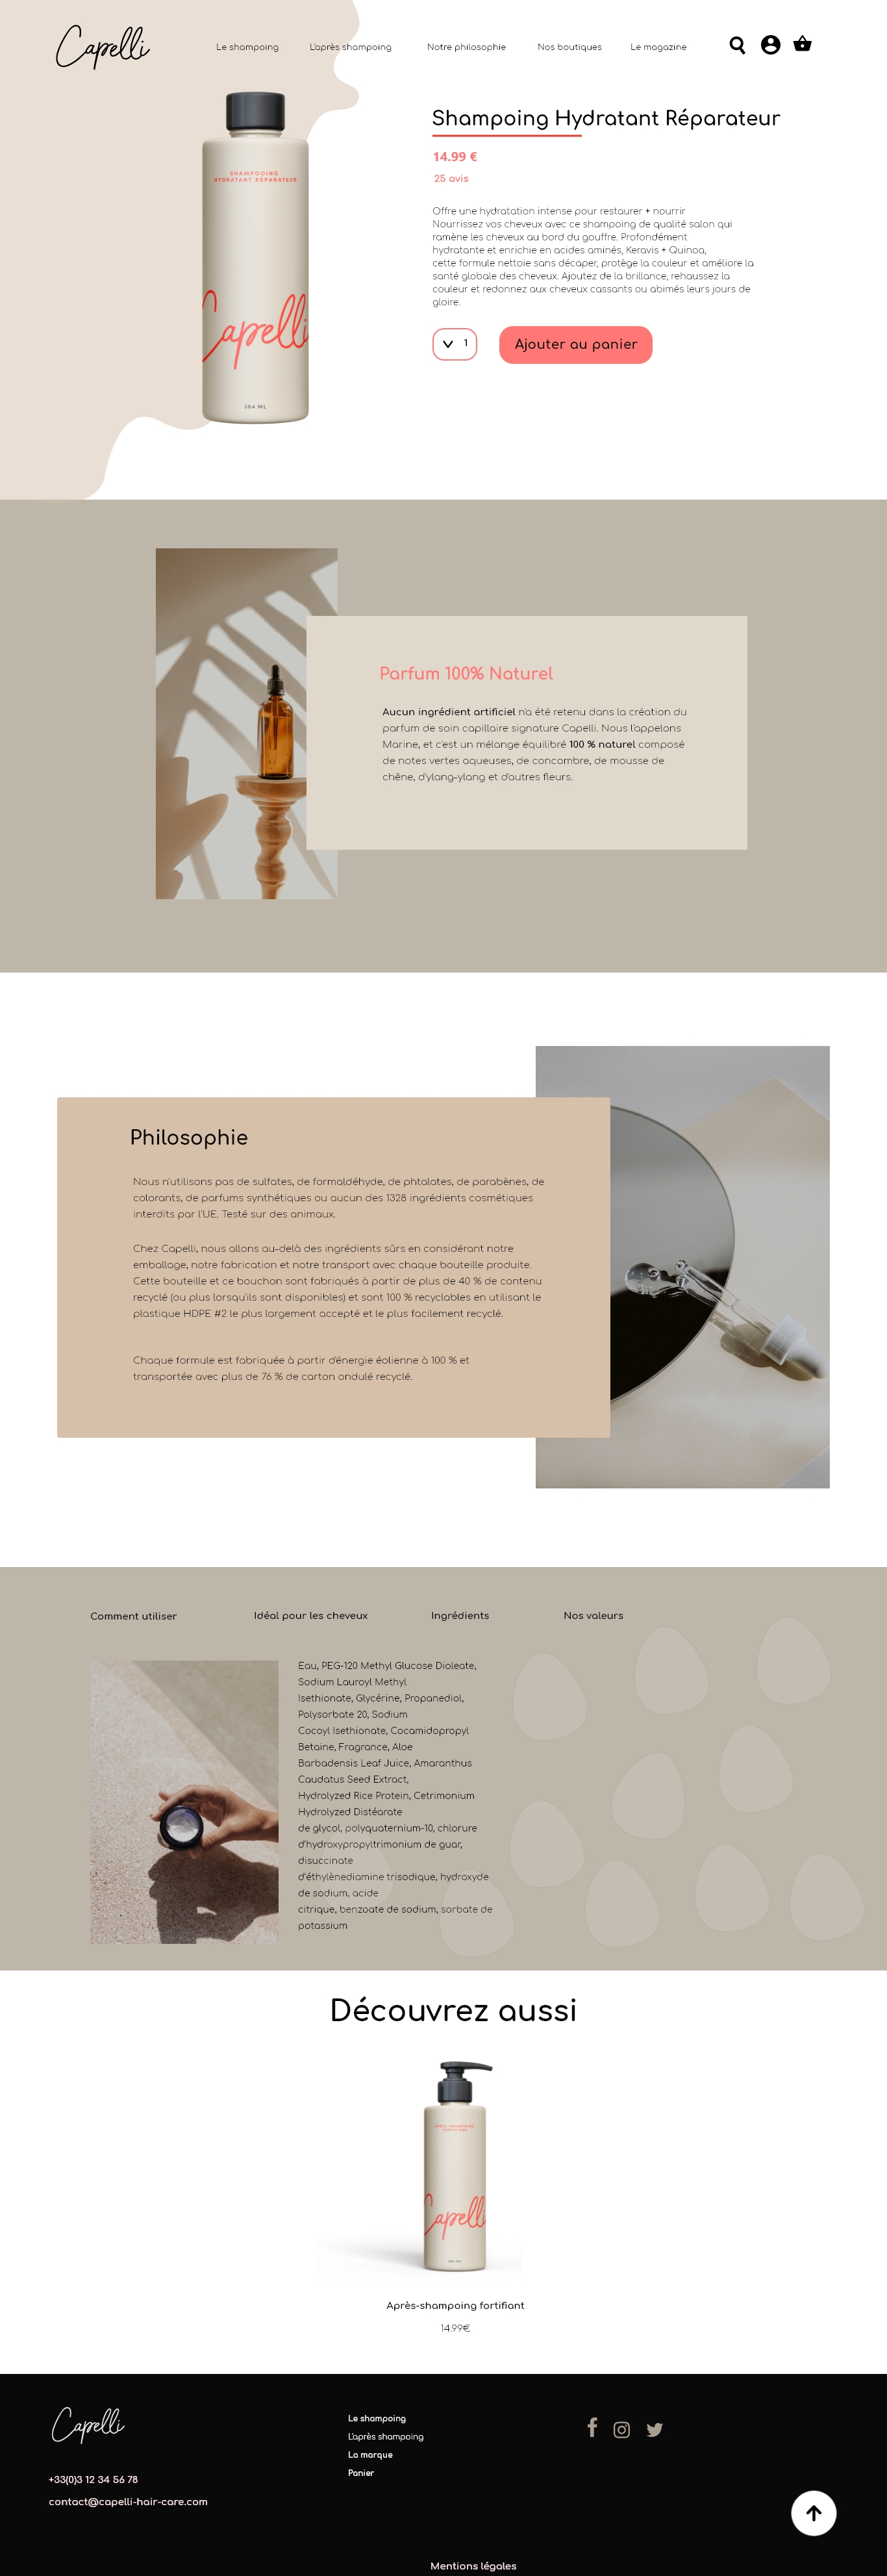 Capelli
Le shampoing
L'après shampoing
Notre philosophie
Nos boutiques
Le magazine
SHAMPOOING
HYDRATANT RÉPARATEUR
Capelli
384 ML
Shampoing Hydratant Réparateur
14.99 €
25 avis
Offre une hydratation intense pour restaurer + nourrir
Nourrissez vos cheveux avec ce shampoing de qualité salon qui
ramène les cheveux au bord du gouffre. Profondément
hydratante et enrichie en acides aminés, Keravis + Quinoa,
cette formule nettoie sans décaper, protège la couleur et améliore la
santé globale des cheveux. Ajoutez de la brillance, rehaussez la
couleur et redonnez aux cheveux cassants ou abimés leurs jours de
gloire.
1
Ajouter au panier
Parfum 100% Naturel
Aucun ingrédient artificiel n'a été retenu dans la création du
parfum de soin capillaire signature Capelli. Nous l'appelons
Marine, et c'est un mélange équilibré 100 % naturel composé
de notes vertes aqueuses, de concombre, de mousse de
chêne, d'ylang-ylang et d'autres fleurs.
Philosophie
Nous n'utilisons pas de sulfates, de formaldéhyde, de phtalates, de parabènes, de
colorants, de parfums synthétiques ou aucun des 1328 ingrédients cosmétiques
interdits par l'UE. Testé sur des animaux.
Chez Capelli, nous allons au-delà des ingrédients sûrs en considérant notre
emballage, notre fabrication et notre transport avec chaque bouteille produite.
Cette bouteille et ce bouchon sont fabriqués à partir de plus de 40 % de contenu
recyclé (ou plus lorsqu'ils sont disponibles) et sont 100 % recyclables en utilisant le
plastique HDPE #2 le plus largement accepté et le plus facilement recyclé.
Chaque formule est fabriquée à partir d'énergie éolienne à 100 % et
transportée avec plus de 76 % de carton ondulé recyclé.
Comment utiliser
Idéal pour les cheveux
Ingrédients
Nos valeurs
Eau, PEG-120 Methyl Glucose Dioleate,
Sodium Lauroyl Methyl
Isethionate, Glycérine, Propanediol,
Polysorbate 20, Sodium
Cocoyl Isethionate, Cocamidopropyl
Betaine, Fragrance, Aloe
Barbadensis Leaf Juice, Amaranthus
Caudatus Seed Extract,
Hydrolyzed Rice Protein, Cetrimonium
Hydrolyzed Distéarate
de glycol, polyquaternium-10, chlorure
d'hydroxypropyltrimonium de guar,
disuccinate
d'éthylènediamine trisodique, hydroxyde
de sodium, acide
citrique, benzoate de sodium, sorbate de
potassium
Découvrez aussi
APRÈS-SHAMPOOING
FORTIFIANT
Capelli
Après-shampoing fortifiant
14.99€
Capelli
+33(0)3 12 34 56 78
contact@capelli-hair-care.com
Le shampoing
L'après shampoing
La marque
Panier
Mentions légales